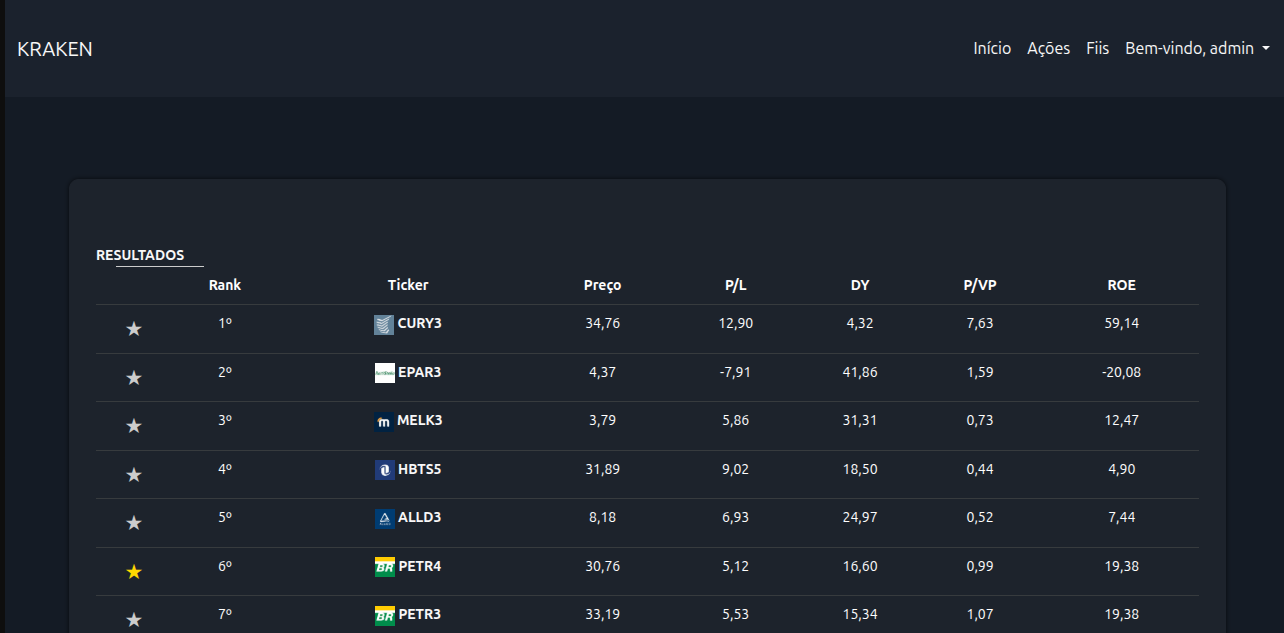 KRAKEN Início Ações Fiis Bem-vindo, admin
RESULTADOS
Rank Ticker Preço P/L DY P/VP ROE
1º CURY3 34,76 12,90 4,32 7,63 59,14
2º EPAR3 4,37 -7,91 41,86 1,59 -20,08
3º m MELK3 3,79 5,86 31,31 0,73 12,47
4º HBTS5 31,89 9,02 18,50 0,44 4,90
5º ALLD3 8,18 6,93 24,97 0,52 7,44
6º BR PETR4 30,76 5,12 16,60 0,99 19,38
7º BR PETR3 33,19 5,53 15,34 1,07 19,38